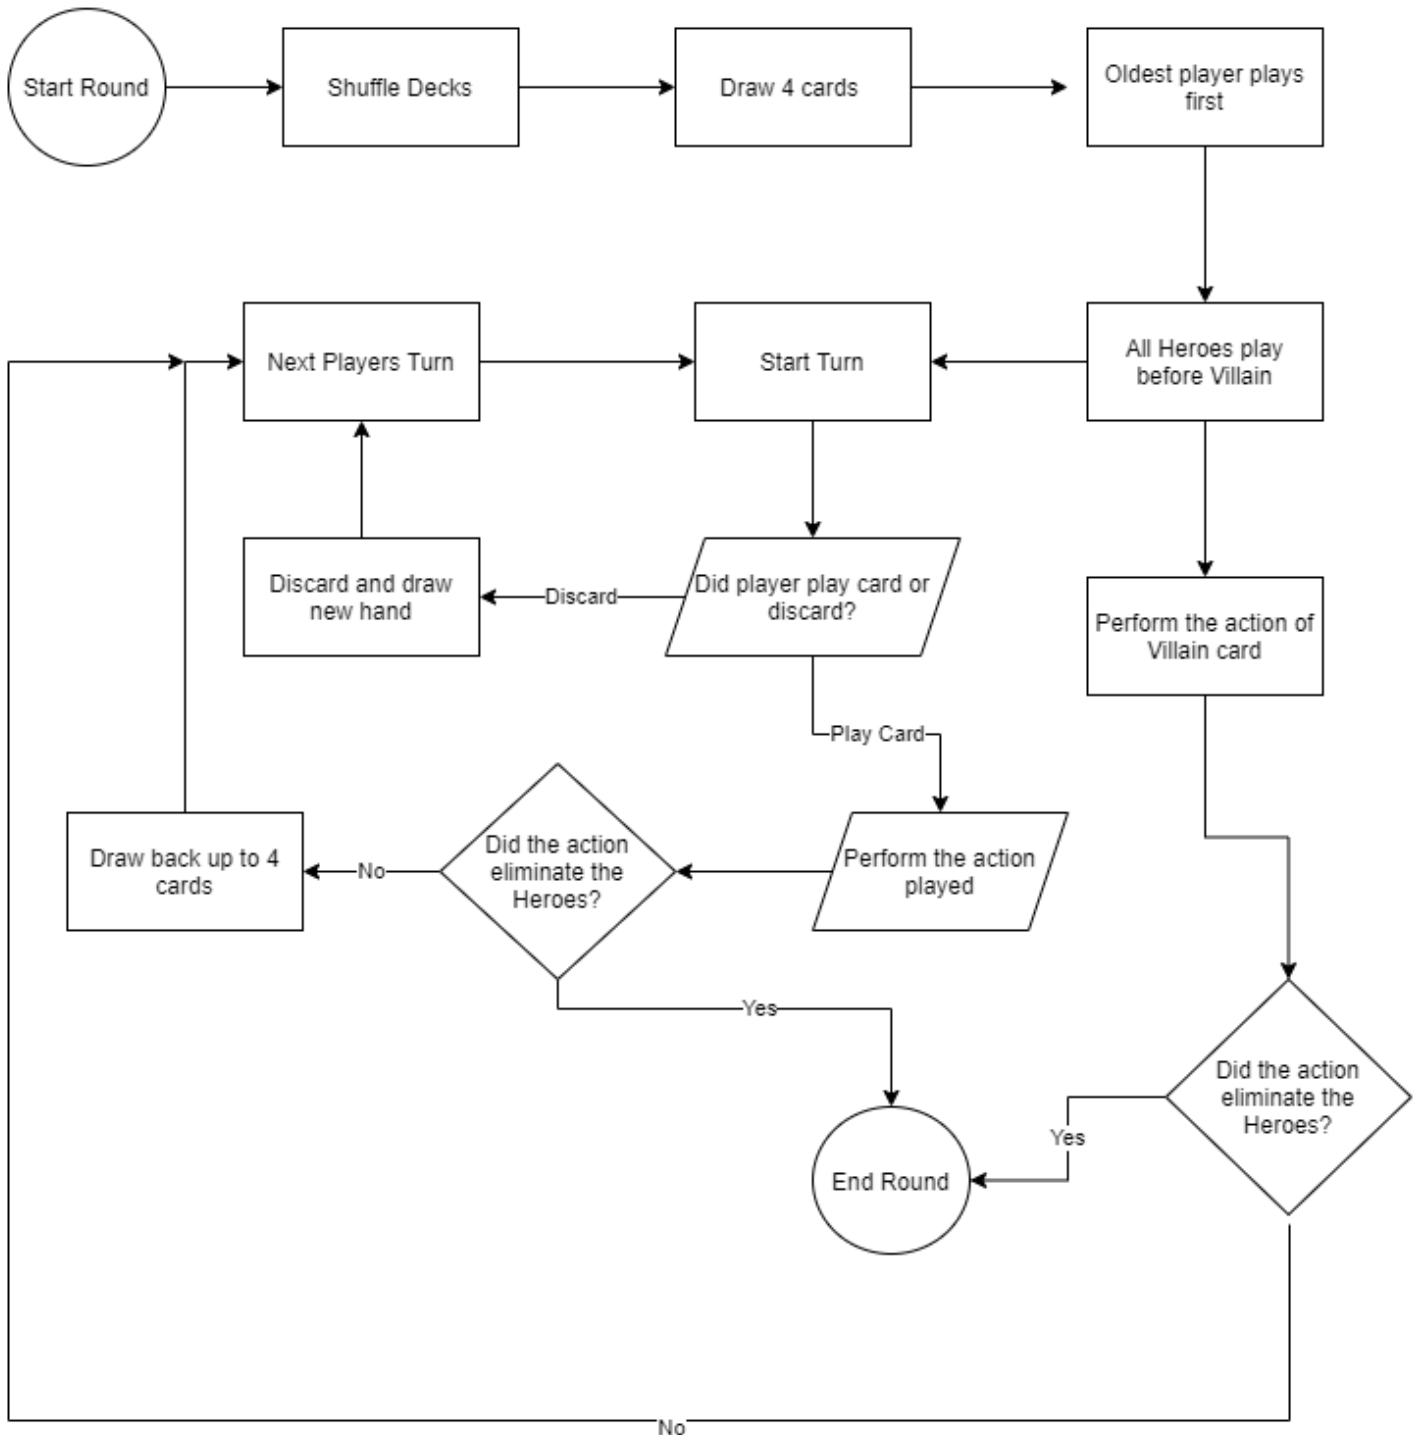 Start Round
Shuffle Decks
Draw 4 cards
Oldest player plays
first
Next Players Turn
Start Turn
All Heroes play
before Villain
Discard and draw
new hand
Discard
Did player play card or
discard?
Perform the action of
Villain card
Play Card
Draw back up to 4
cards
No
Did the action
eliminate the
Heroes?
Perform the action
played
Yes
Did the action
eliminate the
Heroes?
Yes
End Round
No